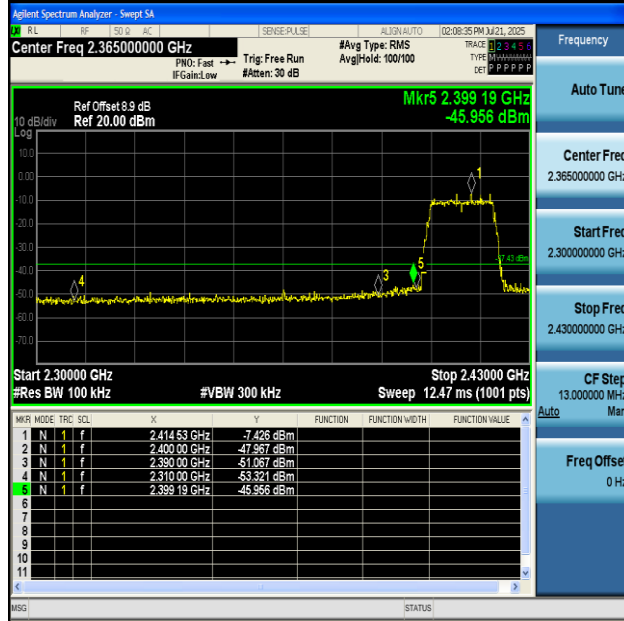 Agilent Spectrum Analyzer - Swept SA
RL RF 50 Ω AC SENSE:PULSE ALIGN AUTO 02:08:35 PM Jul 21, 2025
Center Freq 2.365000000 GHz #Avg Type: RMS TRACE 1 2 3 4 5 6
PNO: Fast Trig: Free Run Avg|Hold: 100/100 TYPE M
IFGain:Low #Atten: 30 dB DET P P P P P P
Frequency
Auto Tune
Mkr5 2.399 19 GHz
Ref Offset 8.9 dB
10 dB/div Ref 20.00 dBm -45.956 dBm
Log
10.0
0.00
-10.0
-20.0
-30.0
-40.0
-50.0
-60.0
-70.0
1
4
3
5
Center Freq
2.365000000 GHz
Start Freq
2.300000000 GHz
Stop Freq
2.430000000 GHz
Start 2.30000 GHz Stop 2.43000 GHz
#Res BW 100 kHz #VBW 300 kHz Sweep 12.47 ms (1001 pts)
CF Step
13.000000 MHz
Auto Man
Freq Offset
0 Hz
MKR MODE TRC SCL X Y FUNCTION FUNCTION WIDTH FUNCTION VALUE
1 N 1 f 2.414 53 GHz -7.426 dBm
2 N 1 f 2.400 00 GHz -47.967 dBm
3 N 1 f 2.390 00 GHz -51.067 dBm
4 N 1 f 2.310 00 GHz -53.321 dBm
5 N 1 f 2.399 19 GHz -45.956 dBm
6
7
8
9
10
11
MSG STATUS